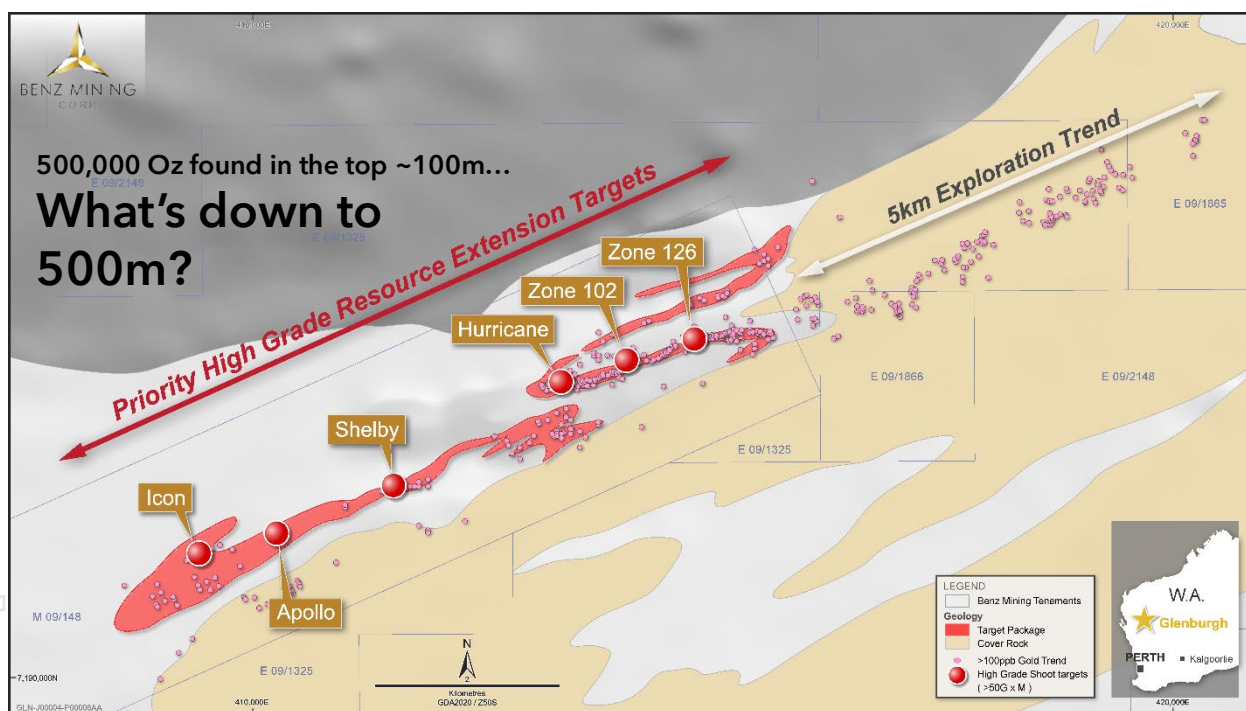 420,000E
BENZ MINING
CORP
500,000 Oz found in the top ~100m…
E 09/2148
What's down to
500m?
E 09/1325
Priority High Grade Resource Extension Targets
5km Exploration Trend
E 09/1865
Zone 126
Zone 102
Hurricane
E 09/1866
E 09/2148
Shelby
E 09/1325
Icon
Apollo
M 09/148
E 09/1325
7,190,000N
N
2
Kilometres
GDA2020 / Z50S
410,000E
420,000E
GLN-J00004-P00006AA
LEGEND
Benz Mining Tenements
Geology
Target Package
Cover Rock
>100ppb Gold Trend
High Grade Shoot targets
( >50G x M )
W.A.
Glenburgh
PERTH
Kalgoorlie